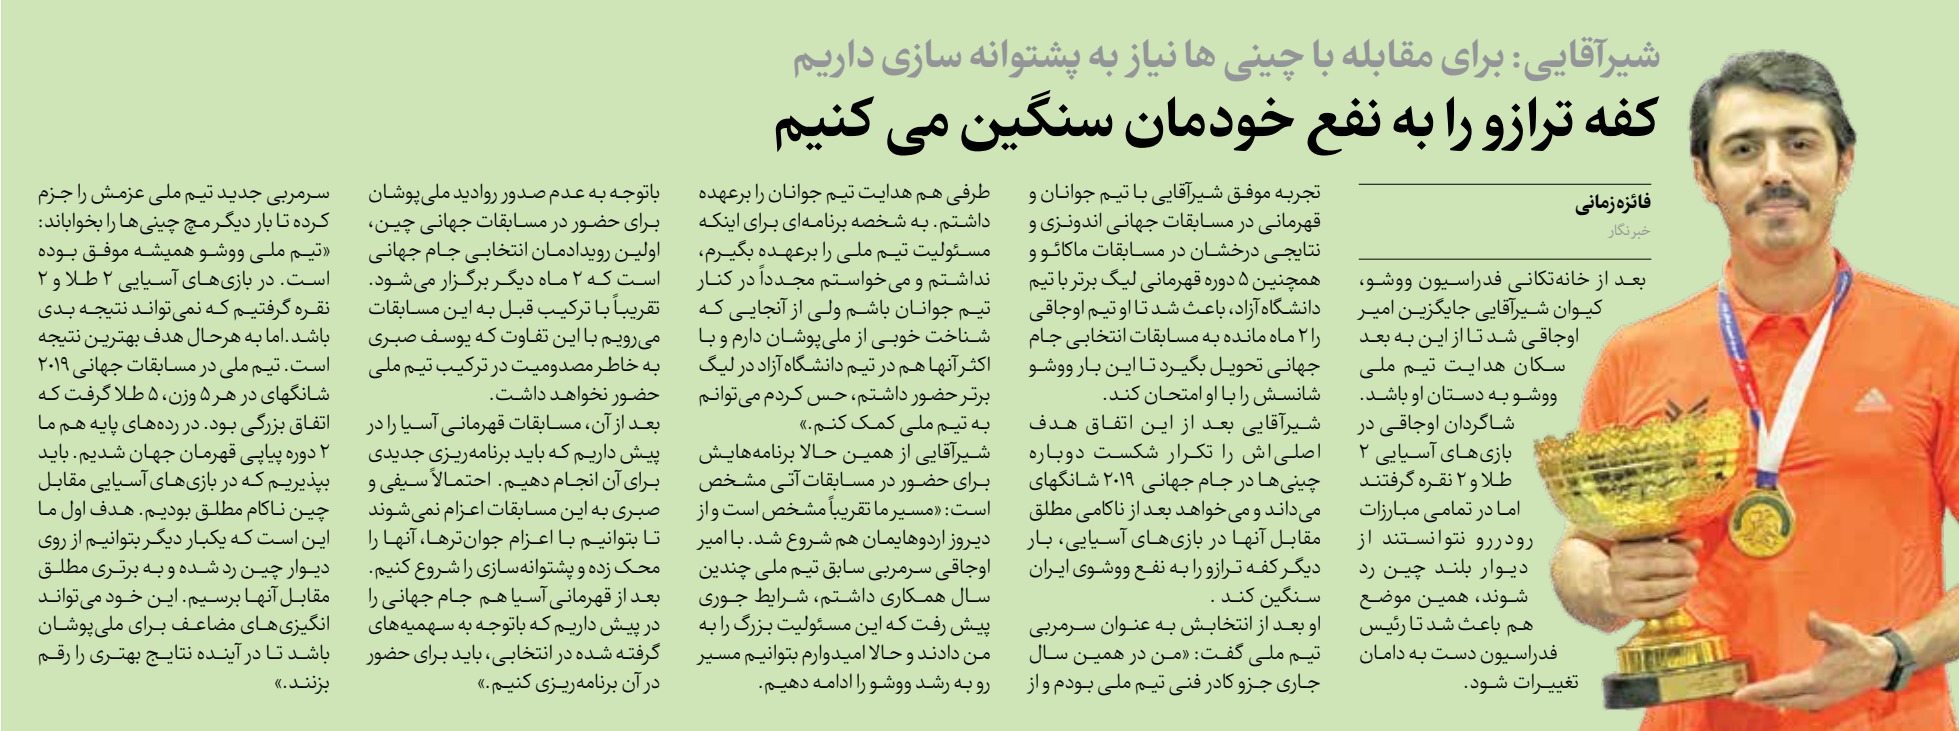 شیرآقایی: برای مقابله با چینی ها نیاز به پشتوانه سازی داریم
کفه ترازو را به نفع خودمان سنگین می کنیم
فائزه زمانی
خبرنگار
بعد از خانه‌تکانی فدراسیون ووشو،
کیوان شیرآقایی جایگزین امیر
اوجاقی شد تا از این به بعد
سکان هدایت تیم ملی
ووشو به دستان او باشد.
شاگردان اوجاقی در
بازی‌های آسیایی ۲
طلا و ۲ نقره گرفتند
اما در تمامی مبارزات
رودررو نتوانستند از
دیوار بلند چین رد
شوند، همین موضع
هم باعث شد تا رئیس
فدراسیون دست به دامان
تغییرات شود.
تجربه موفق شیرآقایی با تیم جوانان و
قهرمانی در مسابقات جهانی اندونزی و
نتایجی درخشان در مسابقات ماکائو و
همچنین ۵ دوره قهرمانی لیگ برتر با تیم
دانشگاه آزاد، باعث شد تا او تیم اوجاقی
را ۲ ماه مانده به مسابقات انتخابی جام
جهانی تحویل بگیرد تا این بار ووشو
شانسش را با او امتحان کند.
شیرآقایی بعد از این اتفاق هدف
اصلی‌اش را تکرار شکست دوباره
چینی‌ها در جام جهانی ۲۰۱۹ شانگهای
می‌داند و می‌خواهد بعد از ناکامی مطلق
مقابل آنها در بازی‌های آسیایی، بار
دیگر کفه ترازو را به نفع ووشوی ایران
سنگین کند .
او بعد از انتخابش به عنوان سرمربی
تیم ملی گفت: «من در همین سال
جاری جزو کادر فنی تیم ملی بودم و از
طرفی هم هدایت تیم جوانان را برعهده
داشتم. به شخصه برنامه‌ای برای اینکه
مسئولیت تیم ملی را برعهده بگیرم،
نداشتم و می‌خواستم مجدداً در کنار
تیم جوانان باشم ولی از آنجایی که
شناخت خوبی از ملی‌پوشان دارم و با
اکثر آنها هم در تیم دانشگاه آزاد در لیگ
برتر حضور داشتم، حس کردم می‌توانم
به تیم ملی کمک کنم.»
شیرآقایی از همین حالا برنامه‌هایش
برای حضور در مسابقات آتی مشخص
است: «مسیر ما تقریباً مشخص است و از
دیروز اردوهایمان هم شروع شد. با امیر
اوجاقی سرمربی سابق تیم ملی چندین
سال همکاری داشتم، شرایط جوری
پیش رفت که این مسئولیت بزرگ را به
من دادند و حالا امیدوارم بتوانیم مسیر
رو به رشد ووشو را ادامه دهیم.
باتوجه به عدم صدور روادید ملی‌پوشان
برای حضور در مسابقات جهانی چین،
اولین رویدادمان انتخابی جام جهانی
است که ۲ ماه دیگر برگزار می‌شود.
تقریباً با ترکیب قبل به این مسابقات
می‌رویم با این تفاوت که یوسف صبری
به خاطر مصدومیت در ترکیب تیم ملی
حضور نخواهد داشت.
بعد از آن، مسابقات قهرمانی آسیا را در
پیش داریم که باید برنامه‌ریزی جدیدی
برای آن انجام دهیم. احتمالاً سیفی و
صبری به این مسابقات اعزام نمی‌شوند
تا بتوانیم با اعزام جوان‌ترها، آنها را
محک زده و پشتوانه‌سازی را شروع کنیم.
بعد از قهرمانی آسیا هم جام جهانی را
در پیش داریم که باتوجه به سهمیه‌های
گرفته شده در انتخابی، باید برای حضور
در آن برنامه‌ریزی کنیم.»
سرمربی جدید تیم ملی عزمش را جزم
کرده تا بار دیگر مچ چینی‌ها را بخواباند:
«تیم ملی ووشو همیشه موفق بوده
است. در بازی‌های آسیایی ۲ طلا و ۲
نقره گرفتیم که نمی‌تواند نتیجه بدی
باشد.اما به هرحال هدف بهترین نتیجه
است. تیم ملی در مسابقات جهانی ۲۰۱۹
شانگهای در هر ۵ وزن، ۵ طلا گرفت که
اتفاق بزرگی بود. در رده‌های پایه هم ما
۲ دوره پیاپی قهرمان جهان شدیم. باید
بپذیریم که در بازی‌های آسیایی مقابل
چین ناکام مطلق بودیم. هدف اول ما
این است که یکبار دیگر بتوانیم از روی
دیوار چین رد شده و به برتری مطلق
مقابل آنها برسیم. این خود می‌تواند
انگیزی‌های مضاعف برای ملی‌پوشان
باشد تا در آینده نتایج بهتری را رقم
بزنند.»